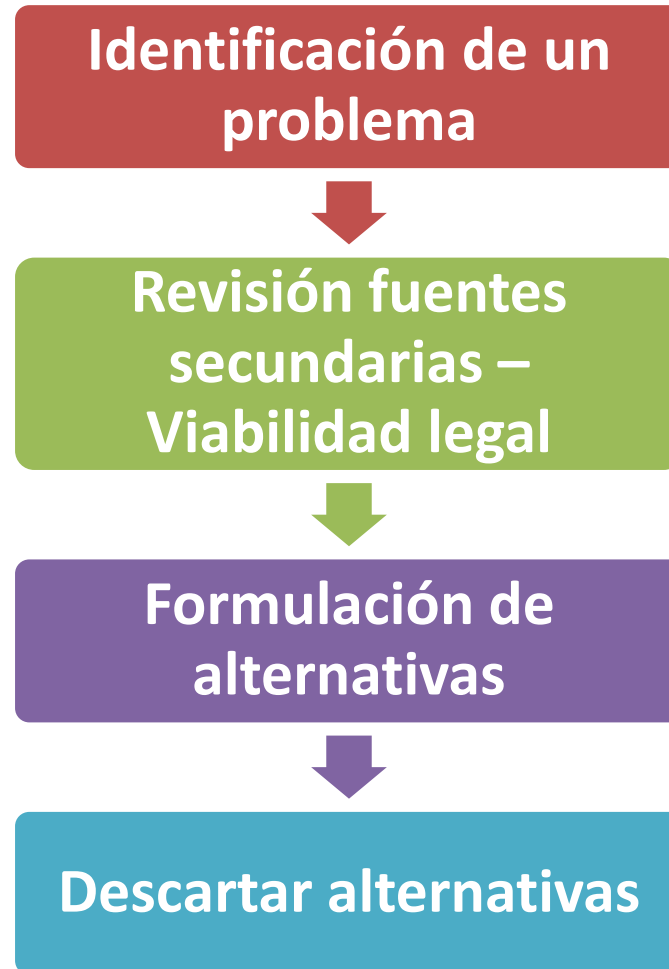 Identificación de un
problema
Revisión fuentes
secundarias –
Viabilidad legal
Formulación de
alternativas
Descartar alternativas